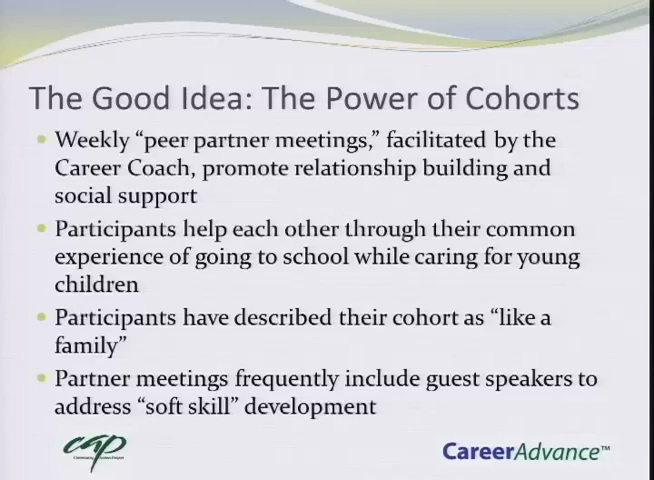 The Good Idea: The Power of Cohorts
• Weekly “peer partner meetings,” facilitated by the
Career Coach, promote relationship building and
social support
• Participants help each other through their common
experience of going to school while caring for young
children
• Participants have described their cohort as “like a
family”
• Partner meetings frequently include guest speakers to
address “soft skill” development
cap
CareerAdvance™